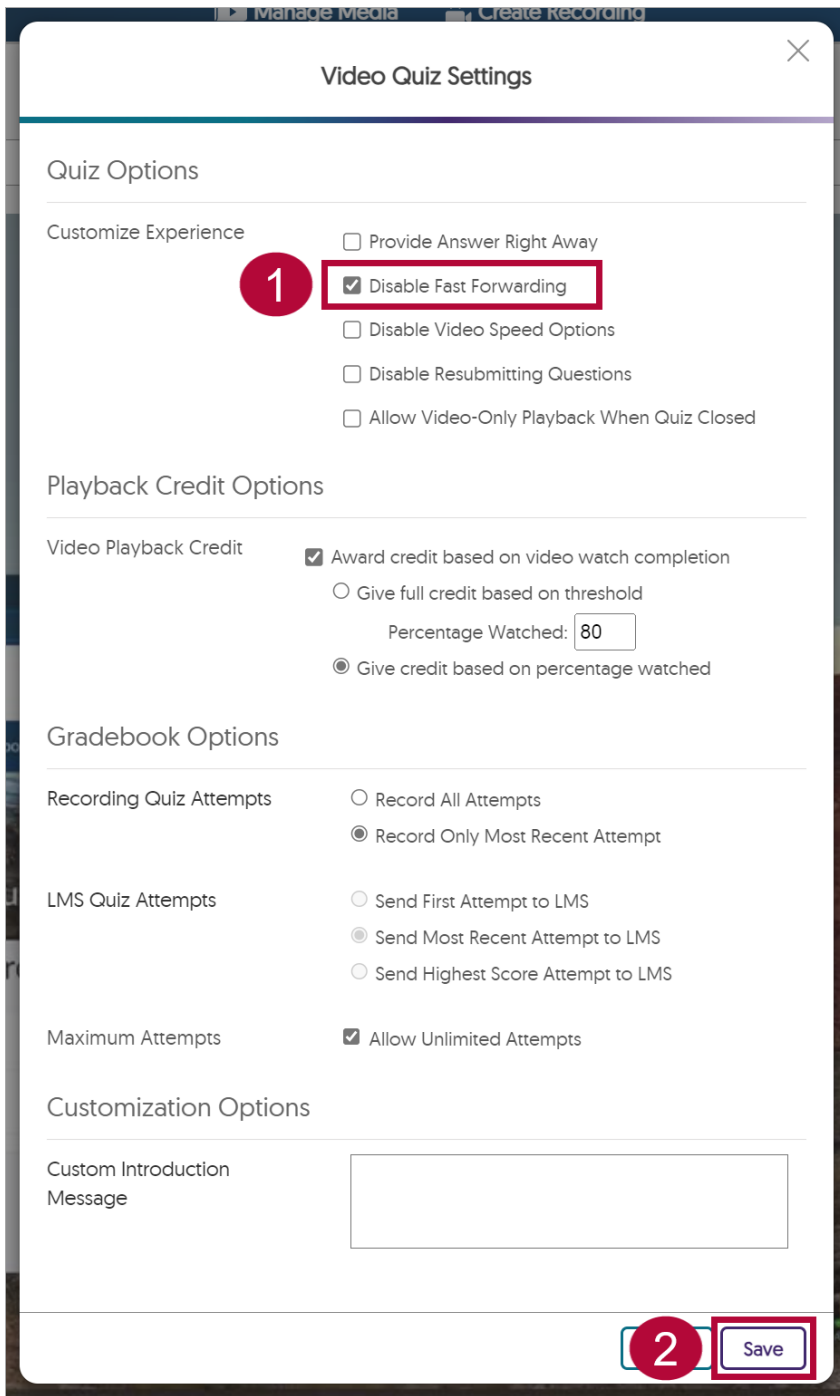 Manage Media
Create Recording
Video Quiz Settings
Quiz Options
Customize Experience
Provide Answer Right Away
1
Disable Fast Forwarding
Disable Video Speed Options
Disable Resubmitting Questions
Allow Video-Only Playback When Quiz Closed
Playback Credit Options
Video Playback Credit
Award credit based on video watch completion
Give full credit based on threshold
Percentage Watched: 80
Give credit based on percentage watched
Gradebook Options
Recording Quiz Attempts
Record All Attempts
Record Only Most Recent Attempt
LMS Quiz Attempts
Send First Attempt to LMS
Send Most Recent Attempt to LMS
Send Highest Score Attempt to LMS
Maximum Attempts
Allow Unlimited Attempts
Customization Options
Custom Introduction
Message
2
Save